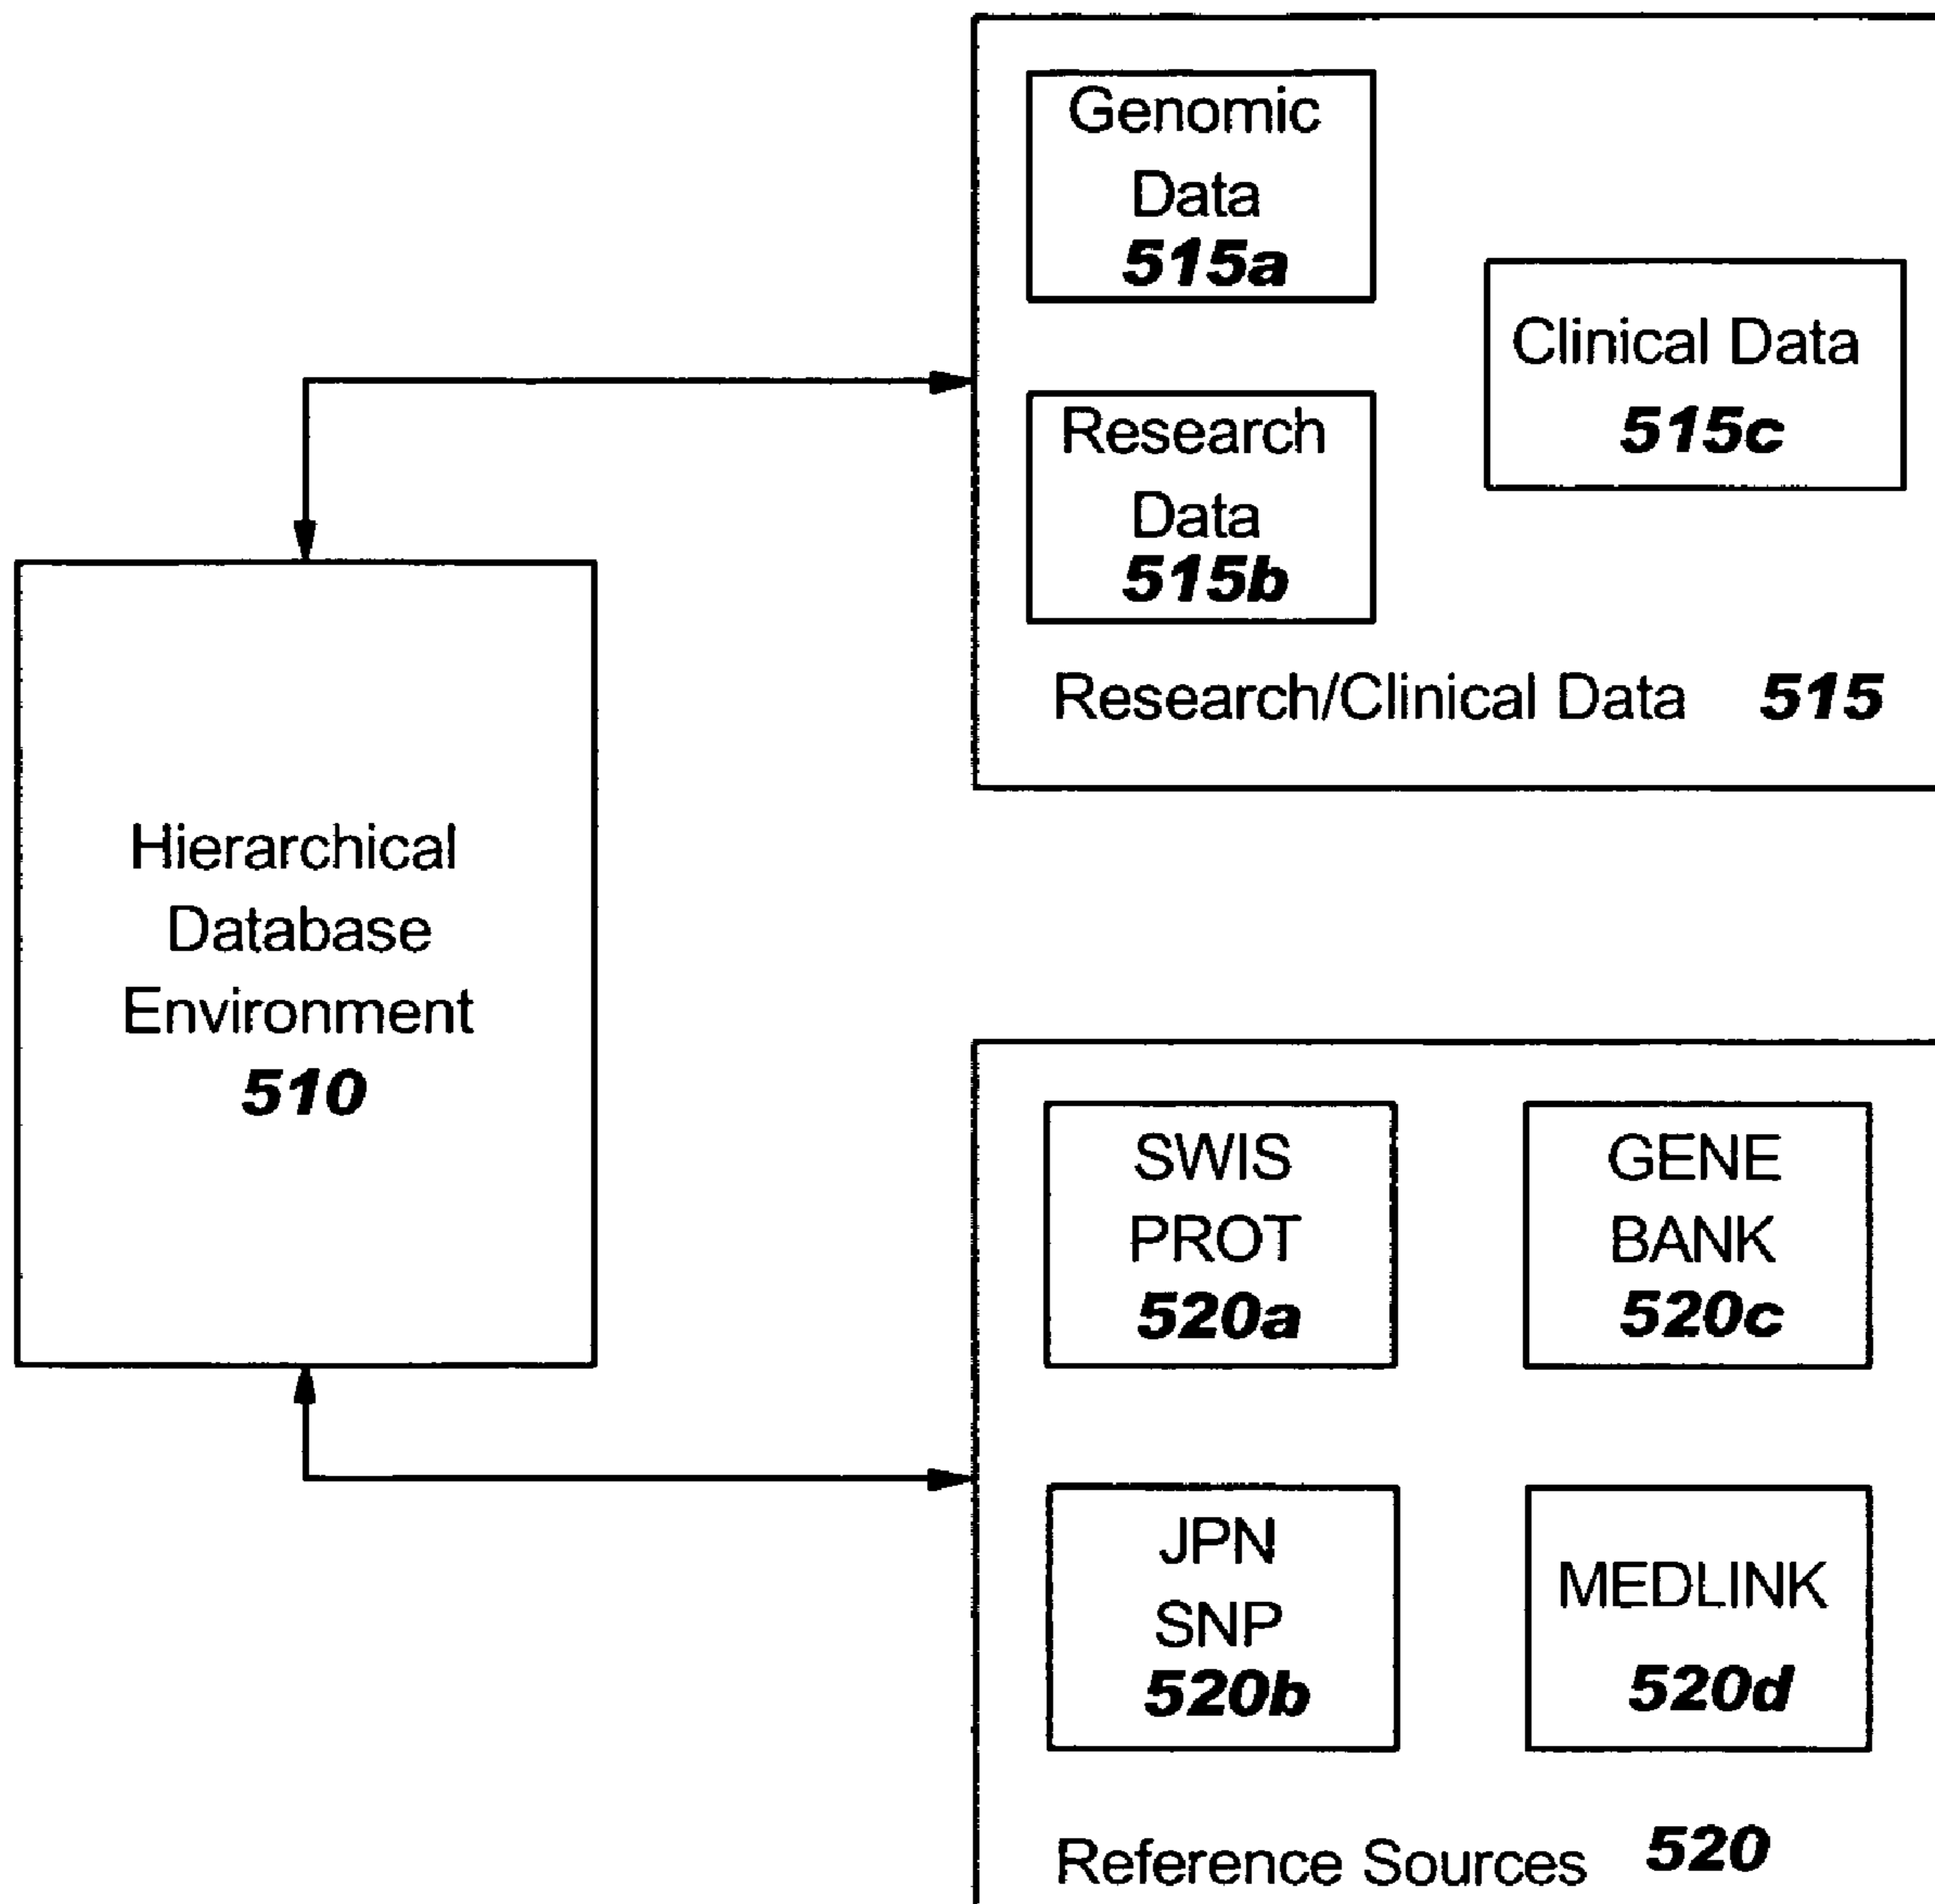 Genomic
Data
515a
Clinical Data
515c
Research
Data
515b
Research/Clinical Data 515
Hierarchical
Database
Environment
510
SWIS
PROT
520a
GENE
BANK
520c
JPN
SNP
520b
MEDLINK
520d
Reference Sources 520